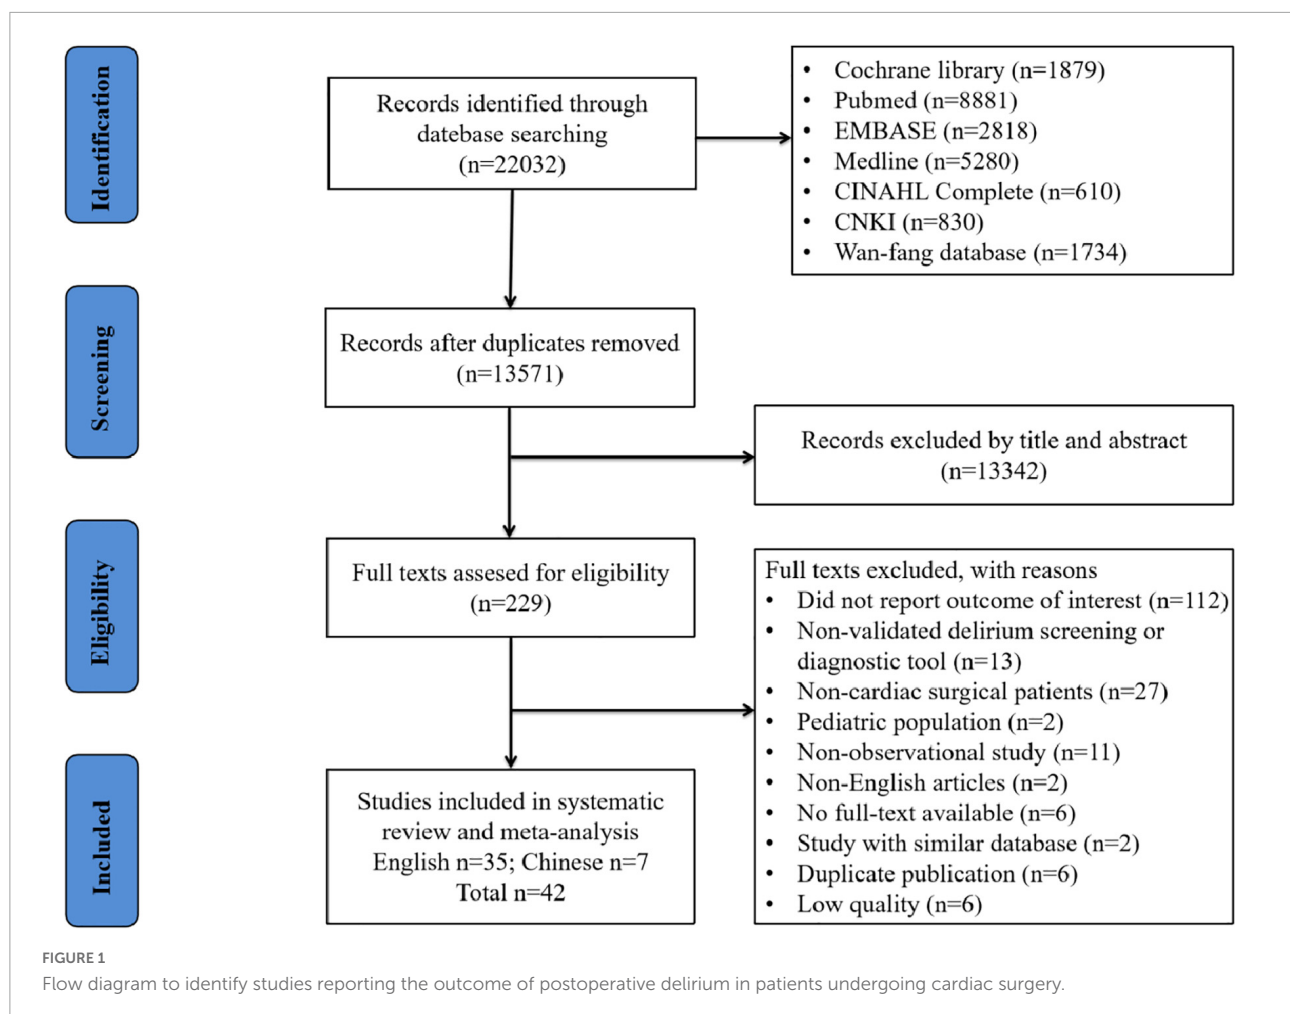 Identification
Records identified through
datebase searching
(n=22032)
• Cochrane library (n=1879)
• Pubmed (n=8881)
• EMBASE (n=2818)
• Medline (n=5280)
• CINAHL Complete (n=610)
• CNKI (n=830)
• Wan-fang database (n=1734)
Screening
Records after duplicates removed
(n=13571)
Records excluded by title and abstract
(n=13342)
Eligibility
Full texts assesed for eligibility
(n=229)
Full texts excluded, with reasons
• Did not report outcome of interest (n=112)
• Non-validated delirium screening or
diagnostic tool (n=13)
• Non-cardiac surgical patients (n=27)
• Pediatric population (n=2)
• Non-observational study (n=11)
• Non-English articles (n=2)
• No full-text available (n=6)
• Study with similar database (n=2)
• Duplicate publication (n=6)
• Low quality (n=6)
Included
Studies included in systematic
review and meta-analysis
English n=35; Chinese n=7
Total n=42
FIGURE 1
Flow diagram to identify studies reporting the outcome of postoperative delirium in patients undergoing cardiac surgery.